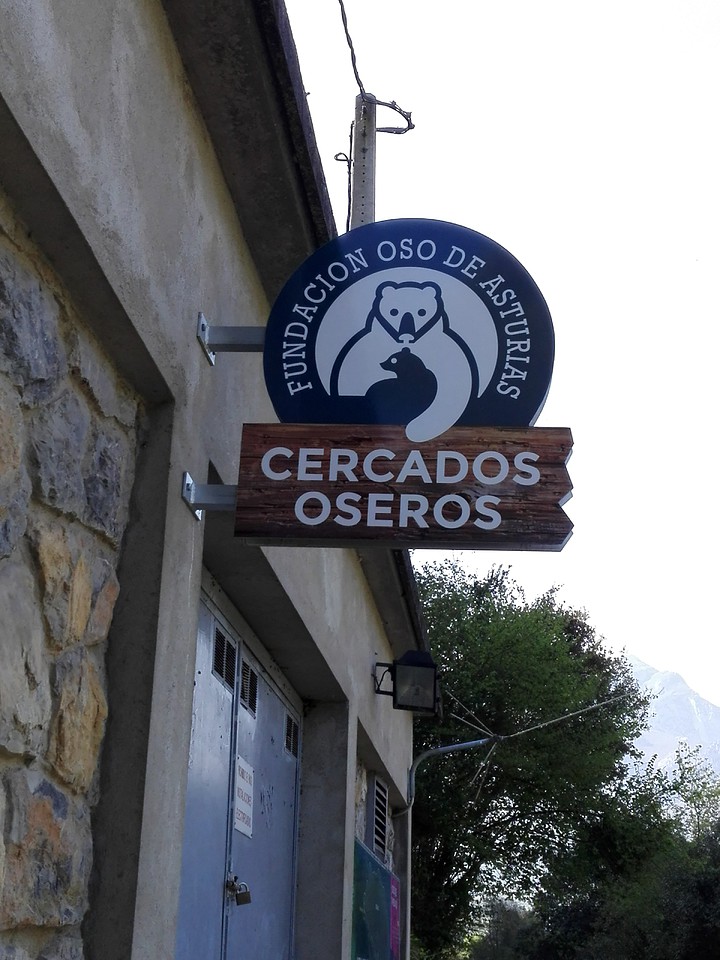 FUNDACION OSO DE ASTURIAS
CERCADOS
OSEROS